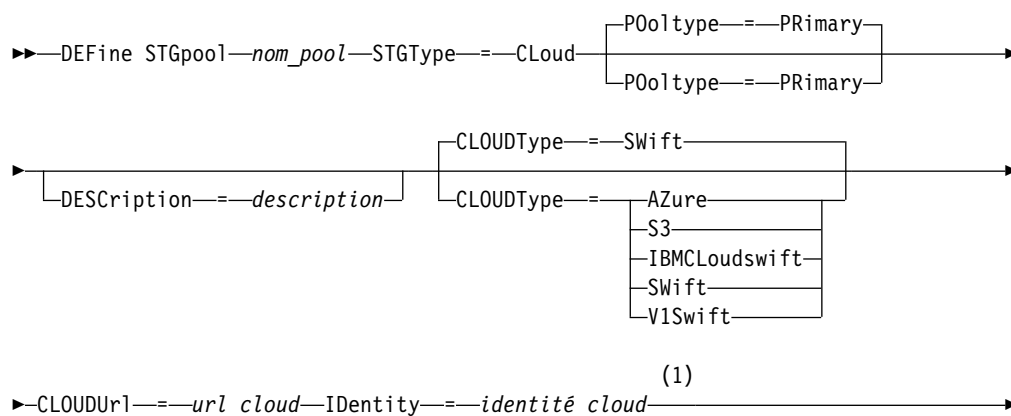 POoltype = PRimary
DEFine STGpool nom_pool STGType = CLoud
POoltype = PRimary
CLOUDType = SWift
DESCription = description
CLOUDType = AZure
S3
IBMCLoudswift
SWift
V1Swift
(1)
CLOUDUrl = url cloud IDentity = identité cloud